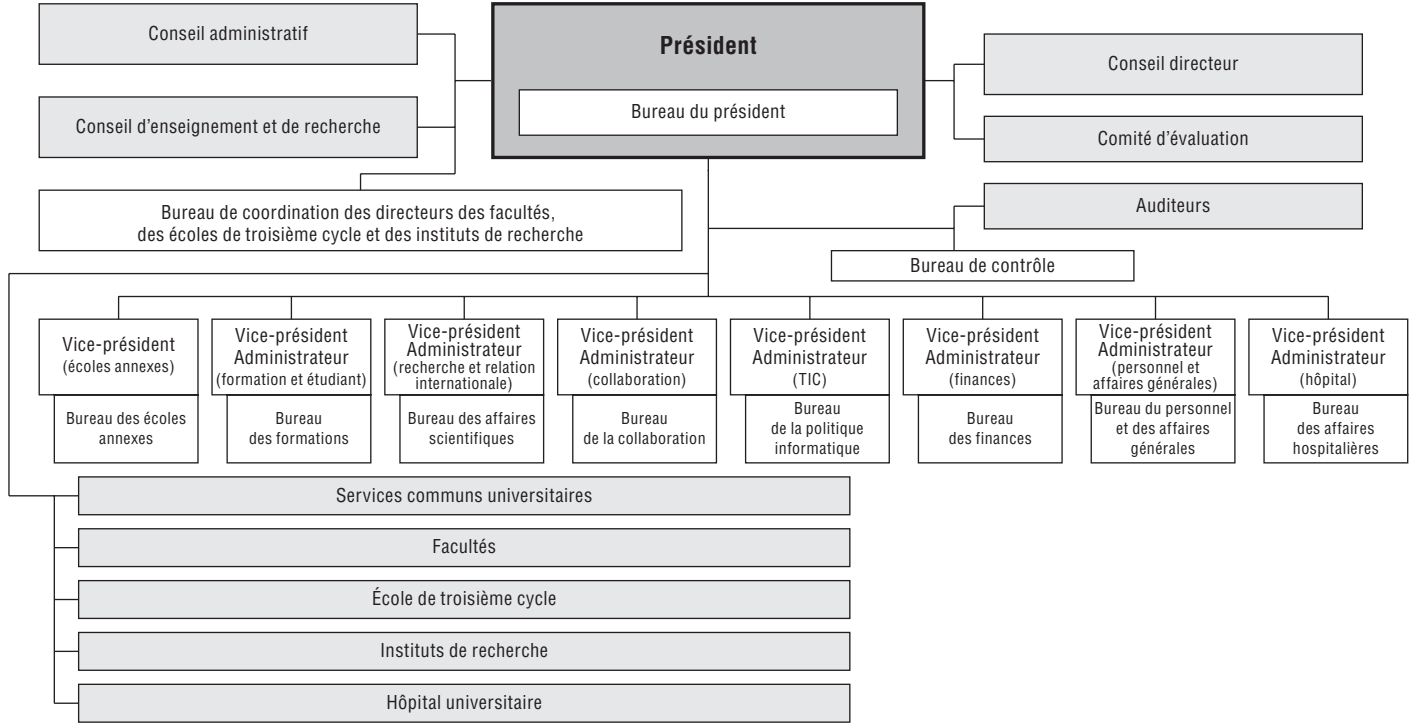 Conseil administratif
Président
Conseil directeur
Bureau du président
Conseil d'enseignement et de recherche
Comité d'évaluation
Bureau de coordination des directeurs des facultés,
des écoles de troisième cycle et des instituts de recherche
Auditeurs
Bureau de contrôle
Vice-président
(écoles annexes)
Bureau des écoles
annexes
Vice-président
Administrateur
(formation et étudiant)
Bureau
des formations
Vice-président
Administrateur
(recherche et relation
internationale)
Bureau des affaires
scientifiques
Vice-président
Administrateur
(collaboration)
Bureau
de la collaboration
Vice-président
Administrateur
(TIC)
Bureau
de la politique
informatique
Vice-président
Administrateur
(finances)
Bureau
des finances
Vice-président
Administrateur
(personnel et
affaires générales)
Bureau du personnel
et des affaires
générales
Vice-président
Administrateur
(hôpital)
Bureau
des affaires
hospitalières
Services communs universitaires
Facultés
École de troisième cycle
Instituts de recherche
Hôpital universitaire